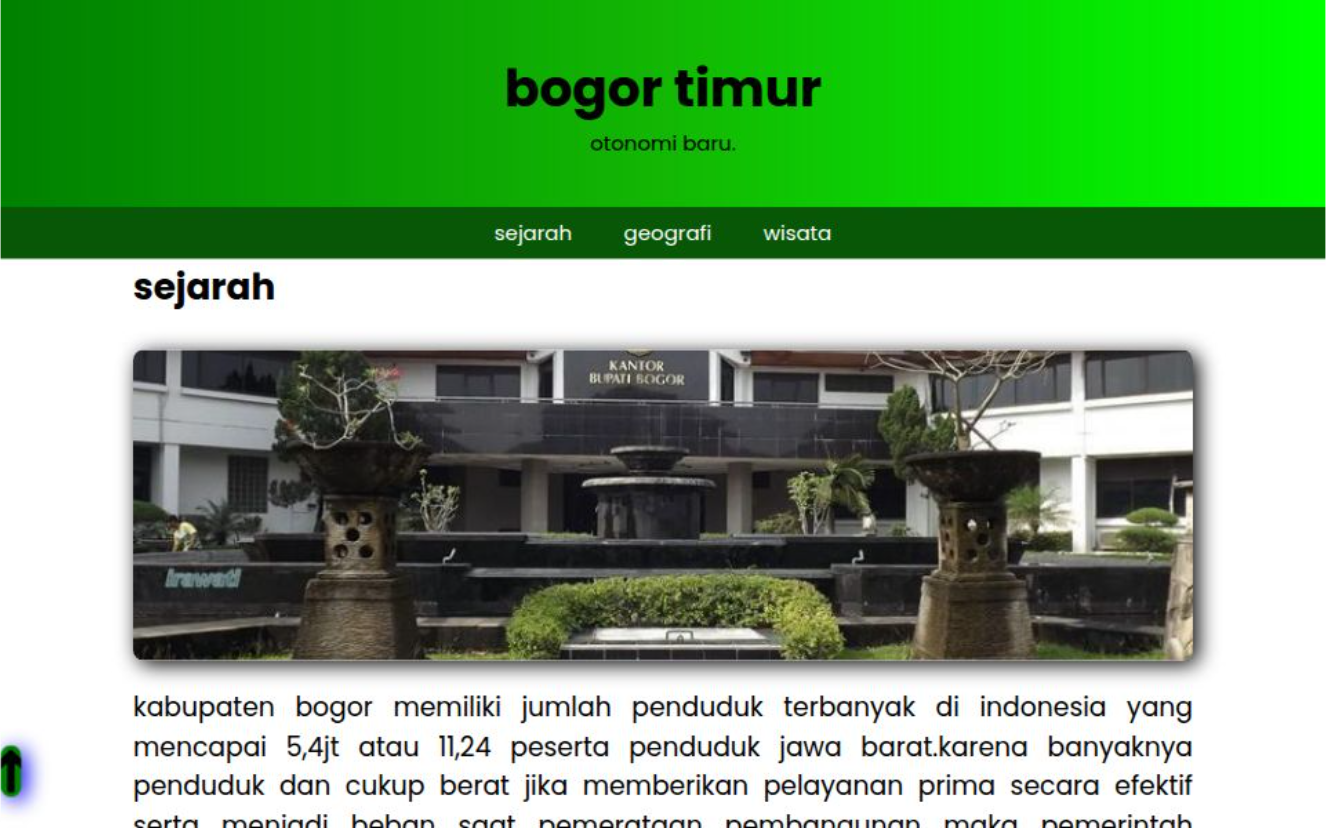 bogor timur
otonomi baru.
sejarah geografi wisata
sejarah
KANTOR
BUPATI BOGOR
irawati
kabupaten bogor memiliki jumlah penduduk terbanyak di indonesia yang
mencapai 5,4jt atau 11,24 peserta penduduk jawa barat.karena banyaknya
penduduk dan cukup berat jika memberikan pelayanan prima secara efektif
serta menjadi beban saat pemerataan pembangunan maka pemerintah